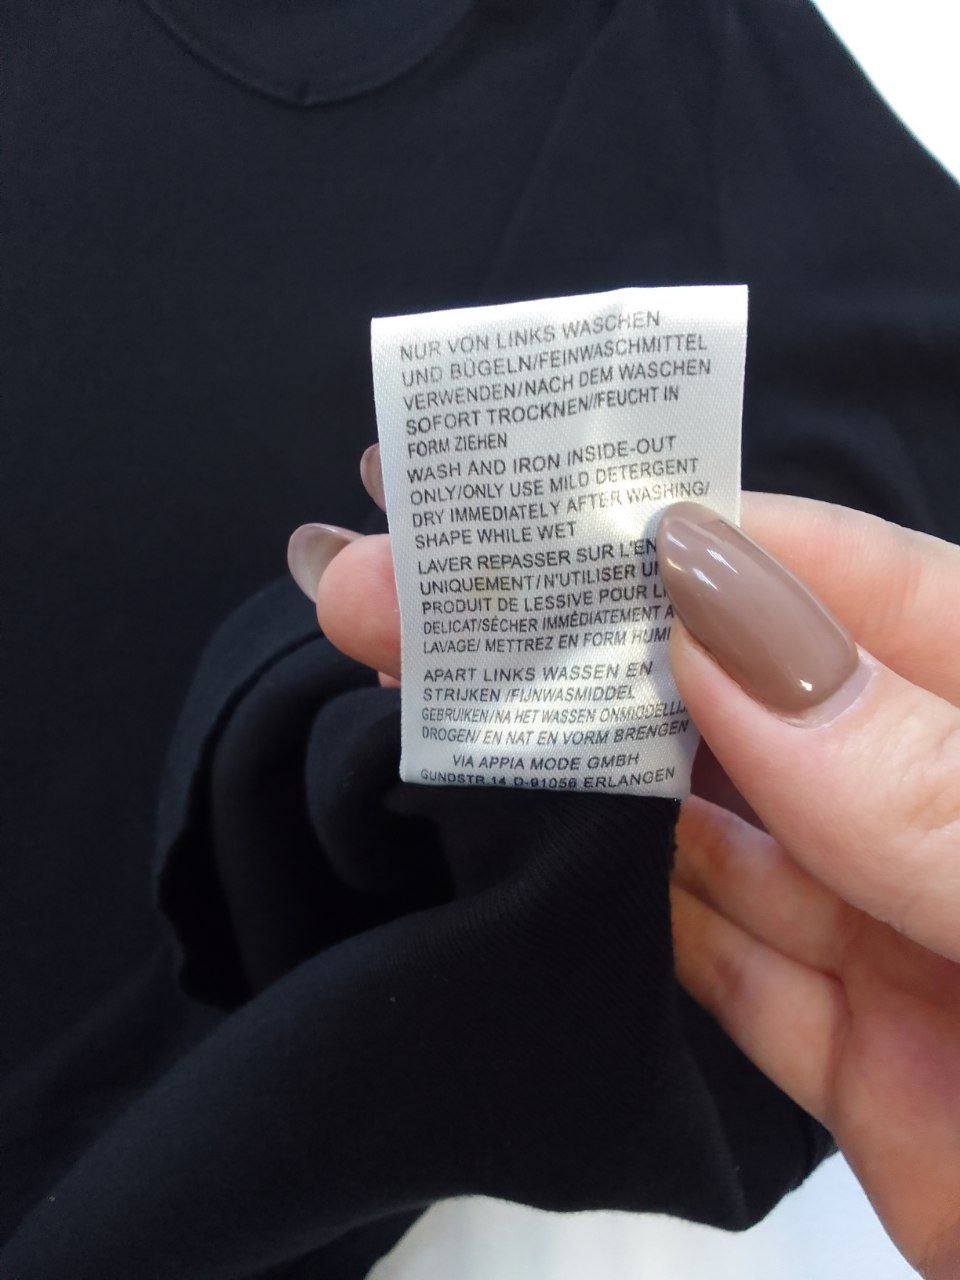 NUR VON LINKS WASCHEN
UND BÜGELN/FEINWASCHMITTEL
VERWENDEN/NACH DEM WASCHEN
SOFORT TROCKNEN//FEUCHT IN
FORM ZIEHEN
WASH AND IRON INSIDE-OUT
ONLY/ONLY USE MILD DETERGENT
DRY IMMEDIATELY AFTER WASHING/
SHAPE WHILE WET
LAVER REPASSER SUR
UNIQUEMENT/N'UTILISER
PRODUIT DE LESSIVE POUR
DELICAT/SÉCHER IMMÉDIATEMENT
LAVAGE/ METTREZ EN FORM
APART LINKS WASSEN EN
STRIJKEN /FIJNWASMIDDEL
GEBRUIKEN/NA HET WASSEN
DROGEN/ EN NAT EN VORM BRENGEN
VIA APPIA MODE GMBH
GUNDSTR.14 D-91056 ERLANGEN